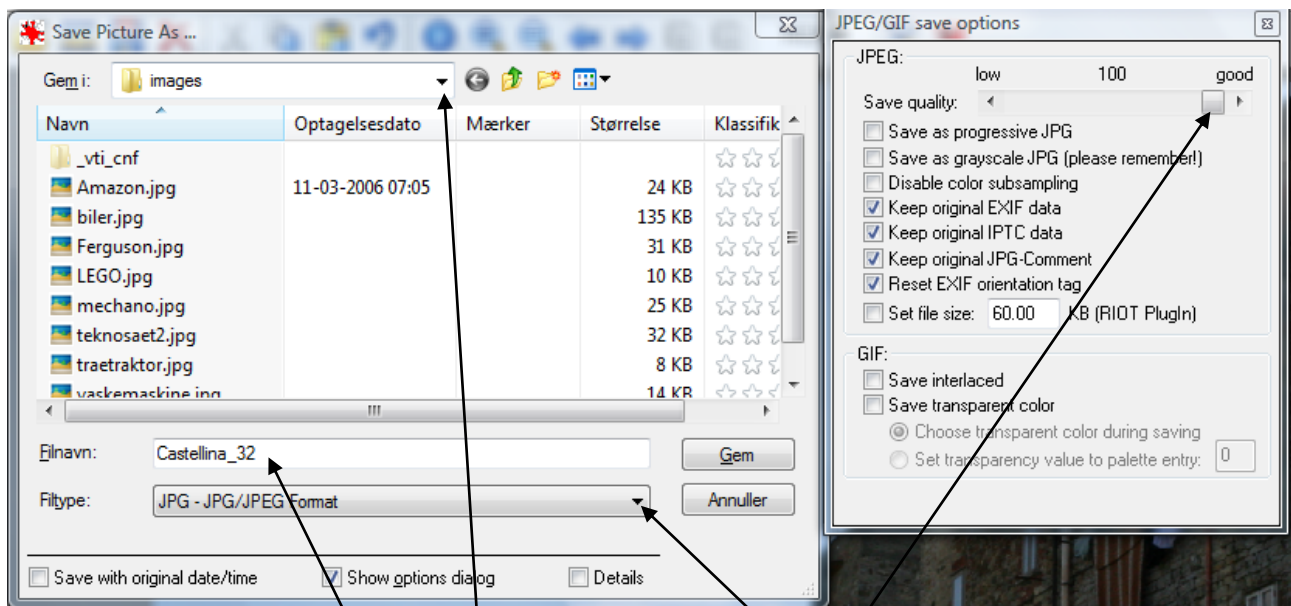 Save Picture As ...
Gem i: images
Navn Optagelsesdato Mærker Størrelse Klassifik
_vti_cnf
Amazon.jpg 11-03-2006 07:05 24 KB
biler.jpg 135 KB
Ferguson.jpg 31 KB
LEGO.jpg 10 KB
mechano.jpg 25 KB
teknosaet2.jpg 32 KB
traetraktor.jpg 8 KB
vaskemaskine.jpg 14 KB
Filnavn: Castellina_32 Gem
Filtype: JPG - JPG/JPEG Format Annuller
Save with original date/time Show options dialog Details
JPEG/GIF save options
JPEG:
low 100 good
Save quality:
Save as progressive JPG
Save as grayscale JPG (please remember!)
Disable color subsampling
Keep original EXIF data
Keep original IPTC data
Keep original JPG-Comment
Reset EXIF orientation tag
Set file size: 60.00 KB (RIOT PlugIn)
GIF:
Save interlaced
Save transparent color
Choose transparent color during saving
Set transparency value to palette entry: 0